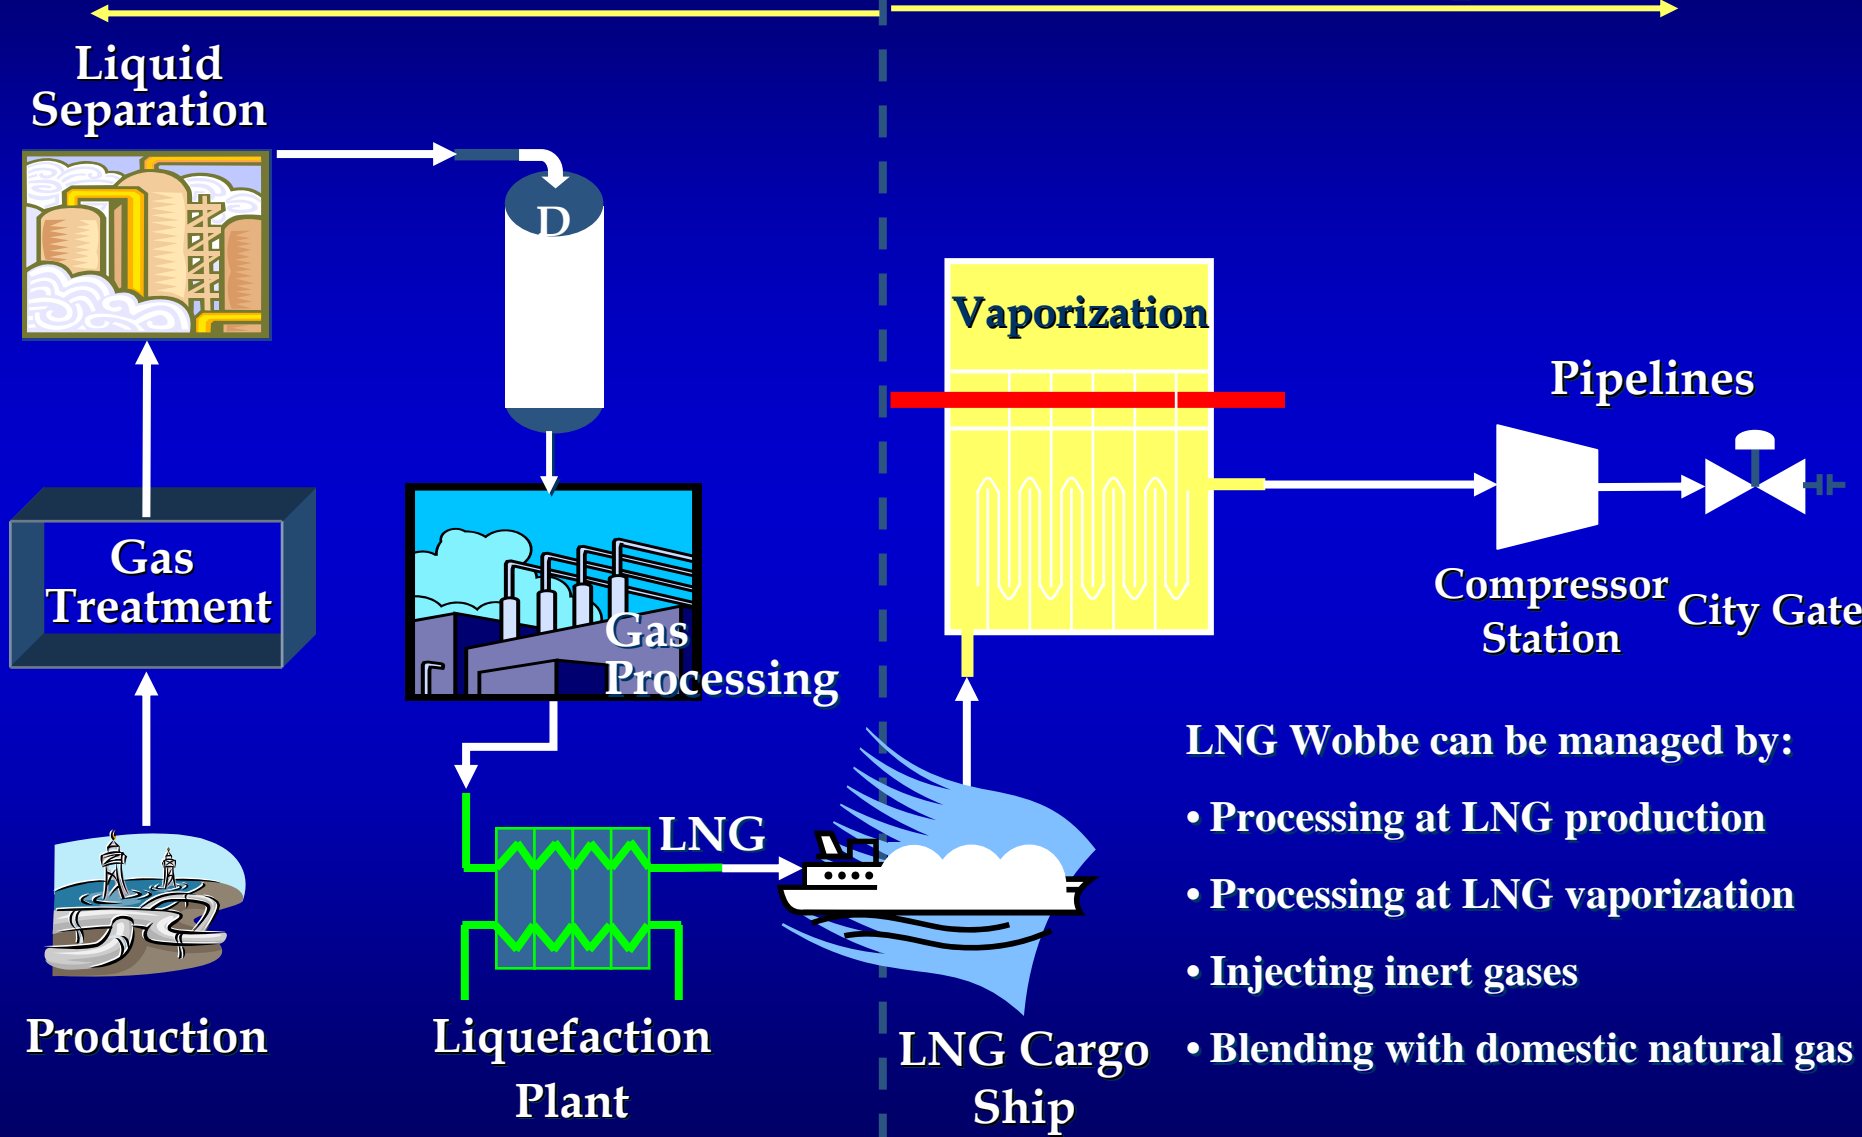 Liquid
Separation
D
Gas
Treatment
Gas
Processing
LNG
Production
Liquefaction
Plant
Vaporization
Pipelines
Compressor
Station
City Gate
LNG Cargo
Ship
LNG Wobbe can be managed by:
• Processing at LNG production
• Processing at LNG vaporization
• Injecting inert gases
• Blending with domestic natural gas